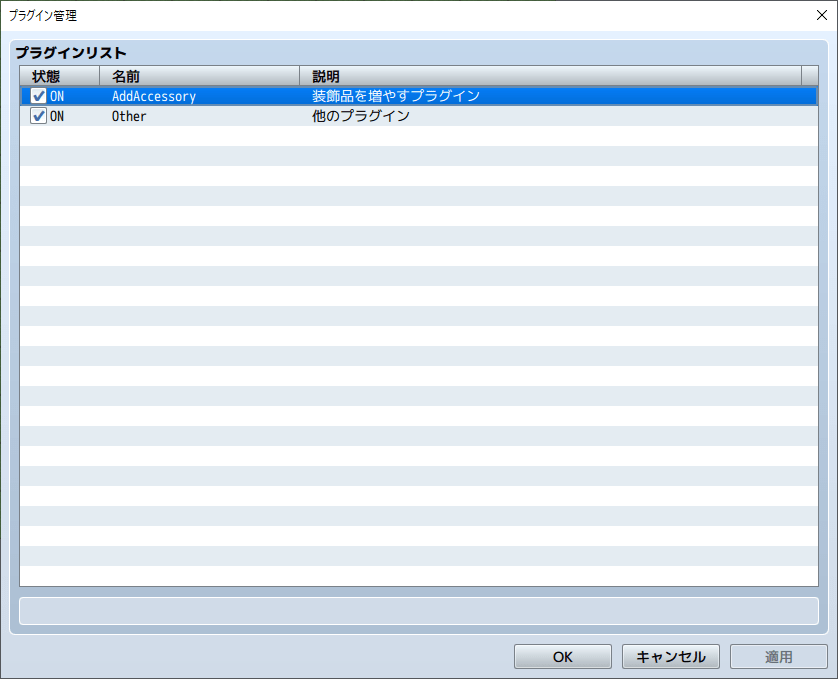 プラグイン管理
プラグインリスト
状態 名前 説明
ON AddAccessory 装飾品を増やすプラグイン
ON Other 他のプラグイン
OK キャンセル 適用